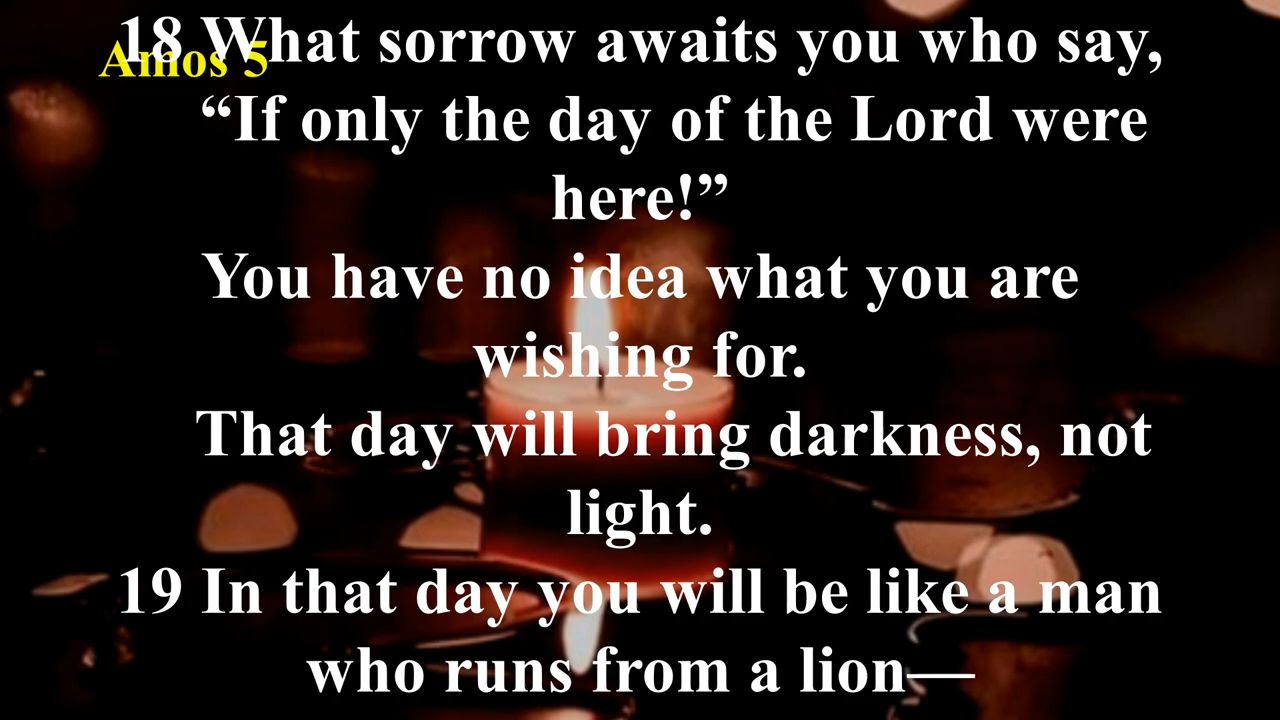 Amos 5
18 What sorrow awaits you who say,
“If only the day of the Lord were
here!”
You have no idea what you are
wishing for.
That day will bring darkness, not
light.
19 In that day you will be like a man
who runs from a lion—